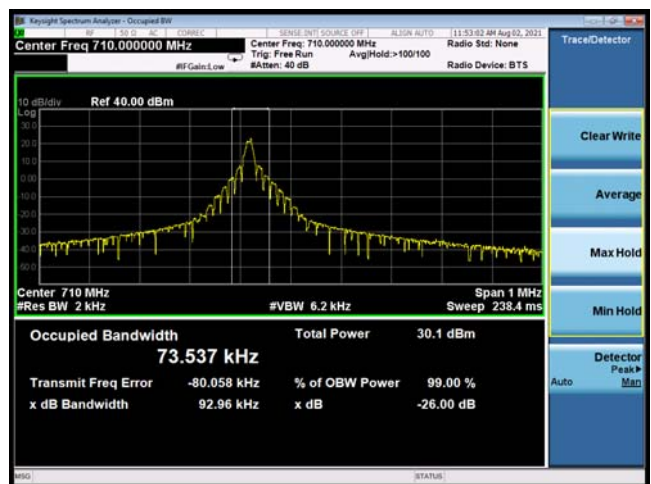 Keysight Spectrum Analyzer - Occupied BW
RF 50 Ω AC CORREC SENSE:INT SOURCE OFF ALIGN AUTO 11:53:02 AM Aug 02, 2021
Center Freq 710.000000 MHz Center Freq: 710.000000 MHz Radio Std: None
Trig: Free Run Avg|Hold:>100/100
#IFGain:Low #Atten: 40 dB Radio Device: BTS
10 dB/div Ref 40.00 dBm
Log
30.0
20.0
10.0
0.00
-10.0
-20.0
-30.0
-40.0
-50.0
Center 710 MHz Span 1 MHz
#Res BW 2 kHz #VBW 6.2 kHz Sweep 238.4 ms
Occupied Bandwidth Total Power 30.1 dBm
73.537 kHz
Transmit Freq Error -80.058 kHz % of OBW Power 99.00 %
x dB Bandwidth 92.96 kHz x dB -26.00 dB
MSG STATUS
Trace/Detector
Clear Write
Average
Max Hold
Min Hold
Detector
Peak▶
Auto Man